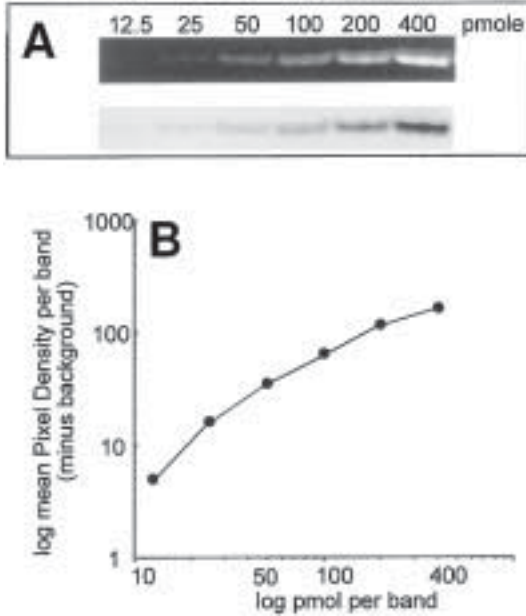 A
12.5 25 50 100 200 400 pmole
B
log mean Pixel Density per band
(minus background)
1000
100
10
1
10 50 100 400
log pmol per band